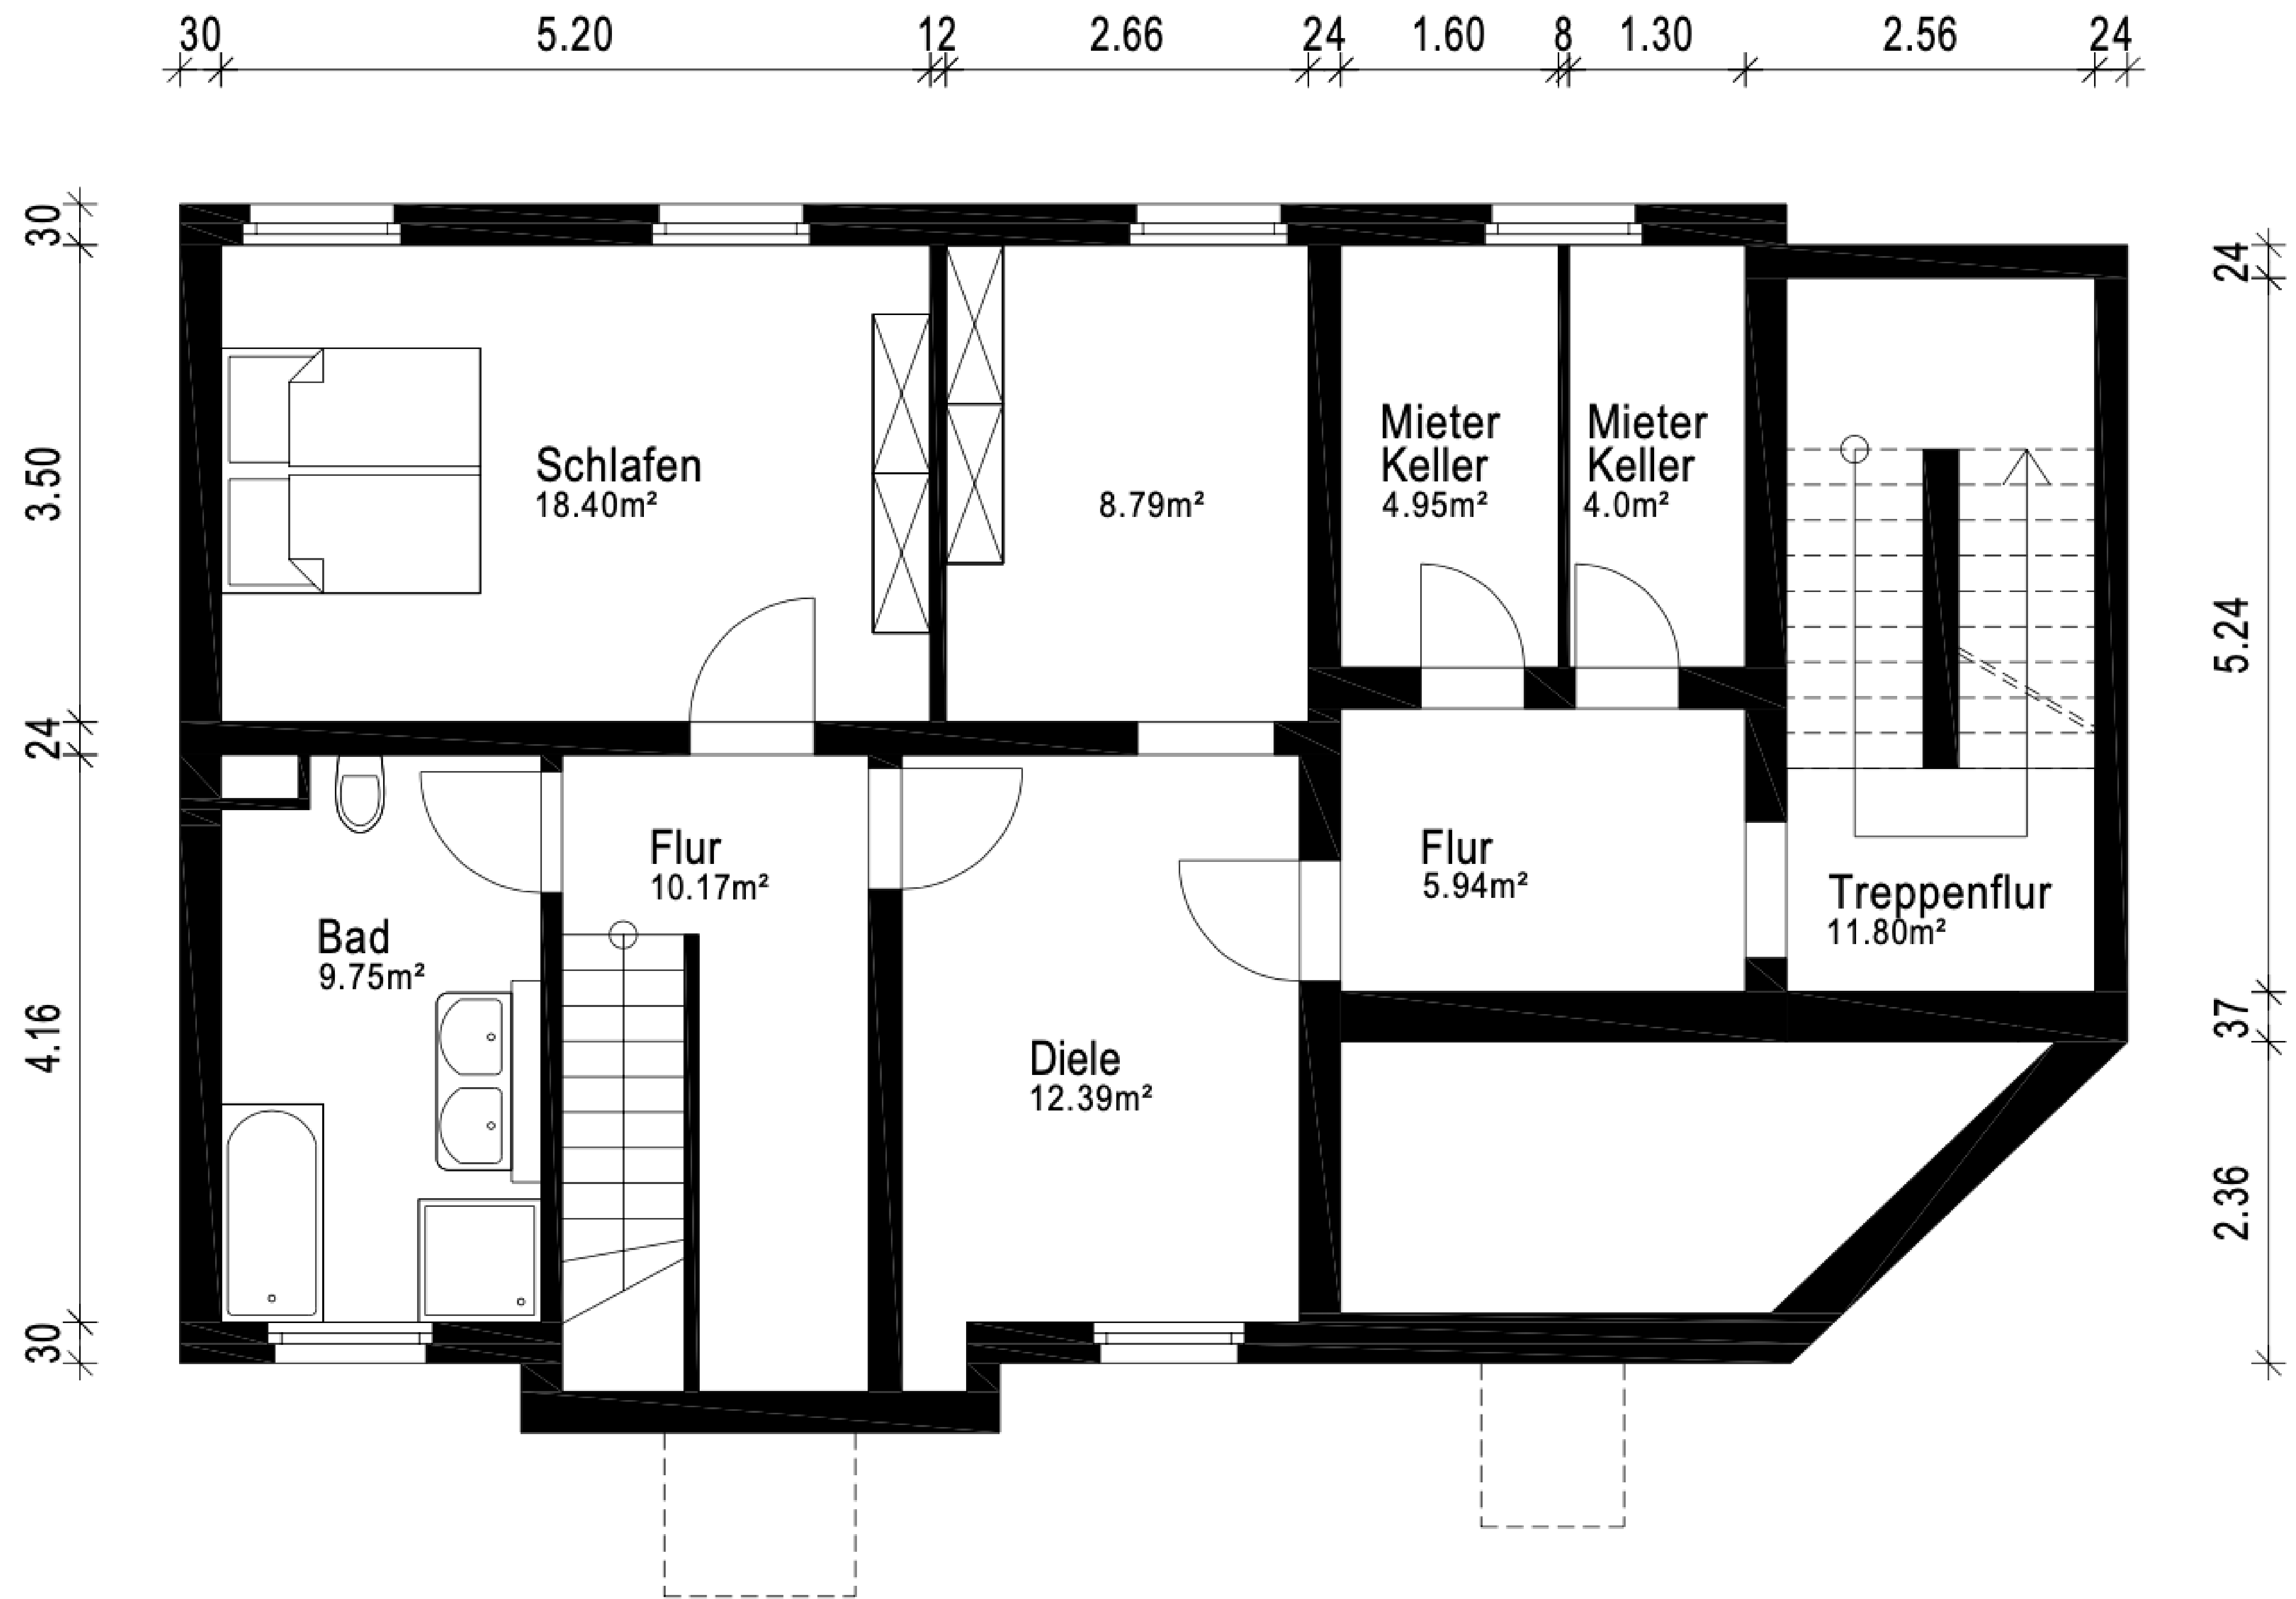 30 5.20 12 2.66 24 1.60 8 1.30 2.56 24
30
3.50
24
4.16
30
24
5.24
37
2.36
Schlafen
18.40m²
8.79m²
Mieter
Keller
4.95m²
Mieter
Keller
4.0m²
Flur
10.17m²
Flur
5.94m²
Treppenflur
11.80m²
Bad
9.75m²
Diele
12.39m²